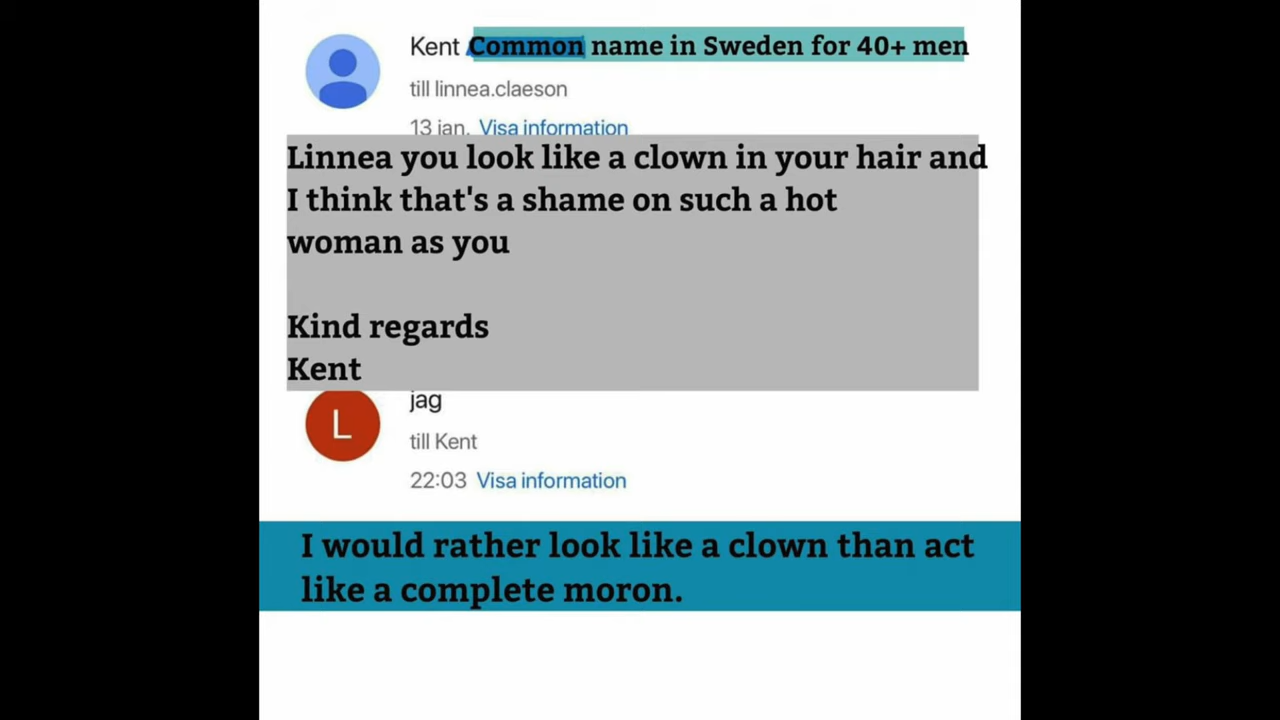 Kent Common name in Sweden for 40+ men
till linnea.claeson
13 jan. Visa information
Linnea you look like a clown in your hair and
I think that's a shame on such a hot
woman as you
Kind regards
Kent
jag
L
till Kent
22:03 Visa information
I would rather look like a clown than act
like a complete moron.